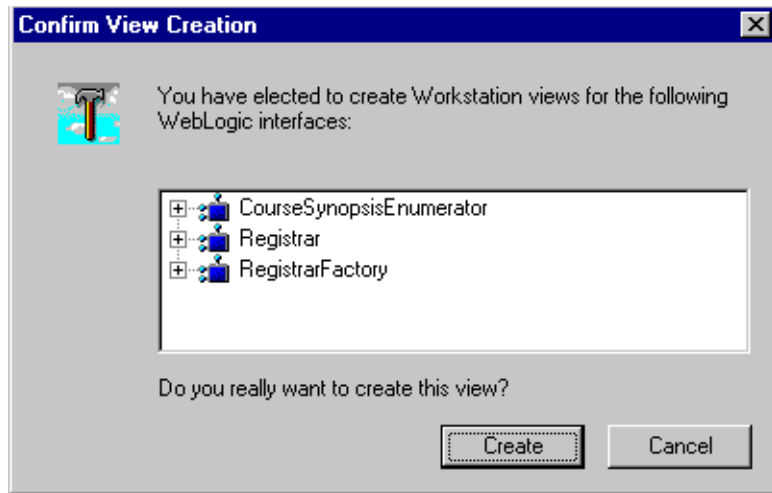 Confirm View Creation
You have elected to create Workstation views for the following
WebLogic interfaces:
CourseSynopsisEnumerator
Registrar
RegistrarFactory
Do you really want to create this view?
Create Cancel